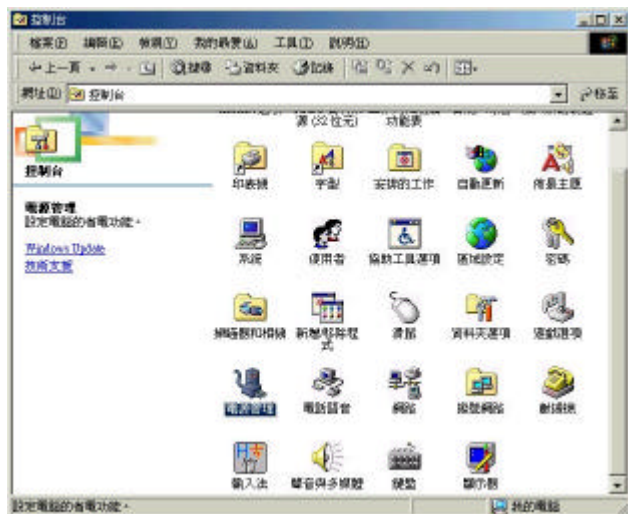 控制台
檔案(F) 編輯(E) 檢視(V) 我的最愛(A) 工具(T) 說明(H)
上一頁 搜尋 資料夾 記錄
網址(D) 控制台 移至
源 (32 位元) 功能表
控制台
電源管理
設定電腦的省電功能。
Windows Update
技術支援
印表機 字型 安排的工作 自動更新 佈景主題
系統 使用者 協助工具選項 區域設定 密碼
掃描器和相機 新增/移除程式 滑鼠 資料夾選項 遊戲選項
電源管理 電話語音 網路 撥號網路 數據機
輸入法 聲音與多媒體 鍵盤 顯示器
設定電腦的省電功能。 我的電腦